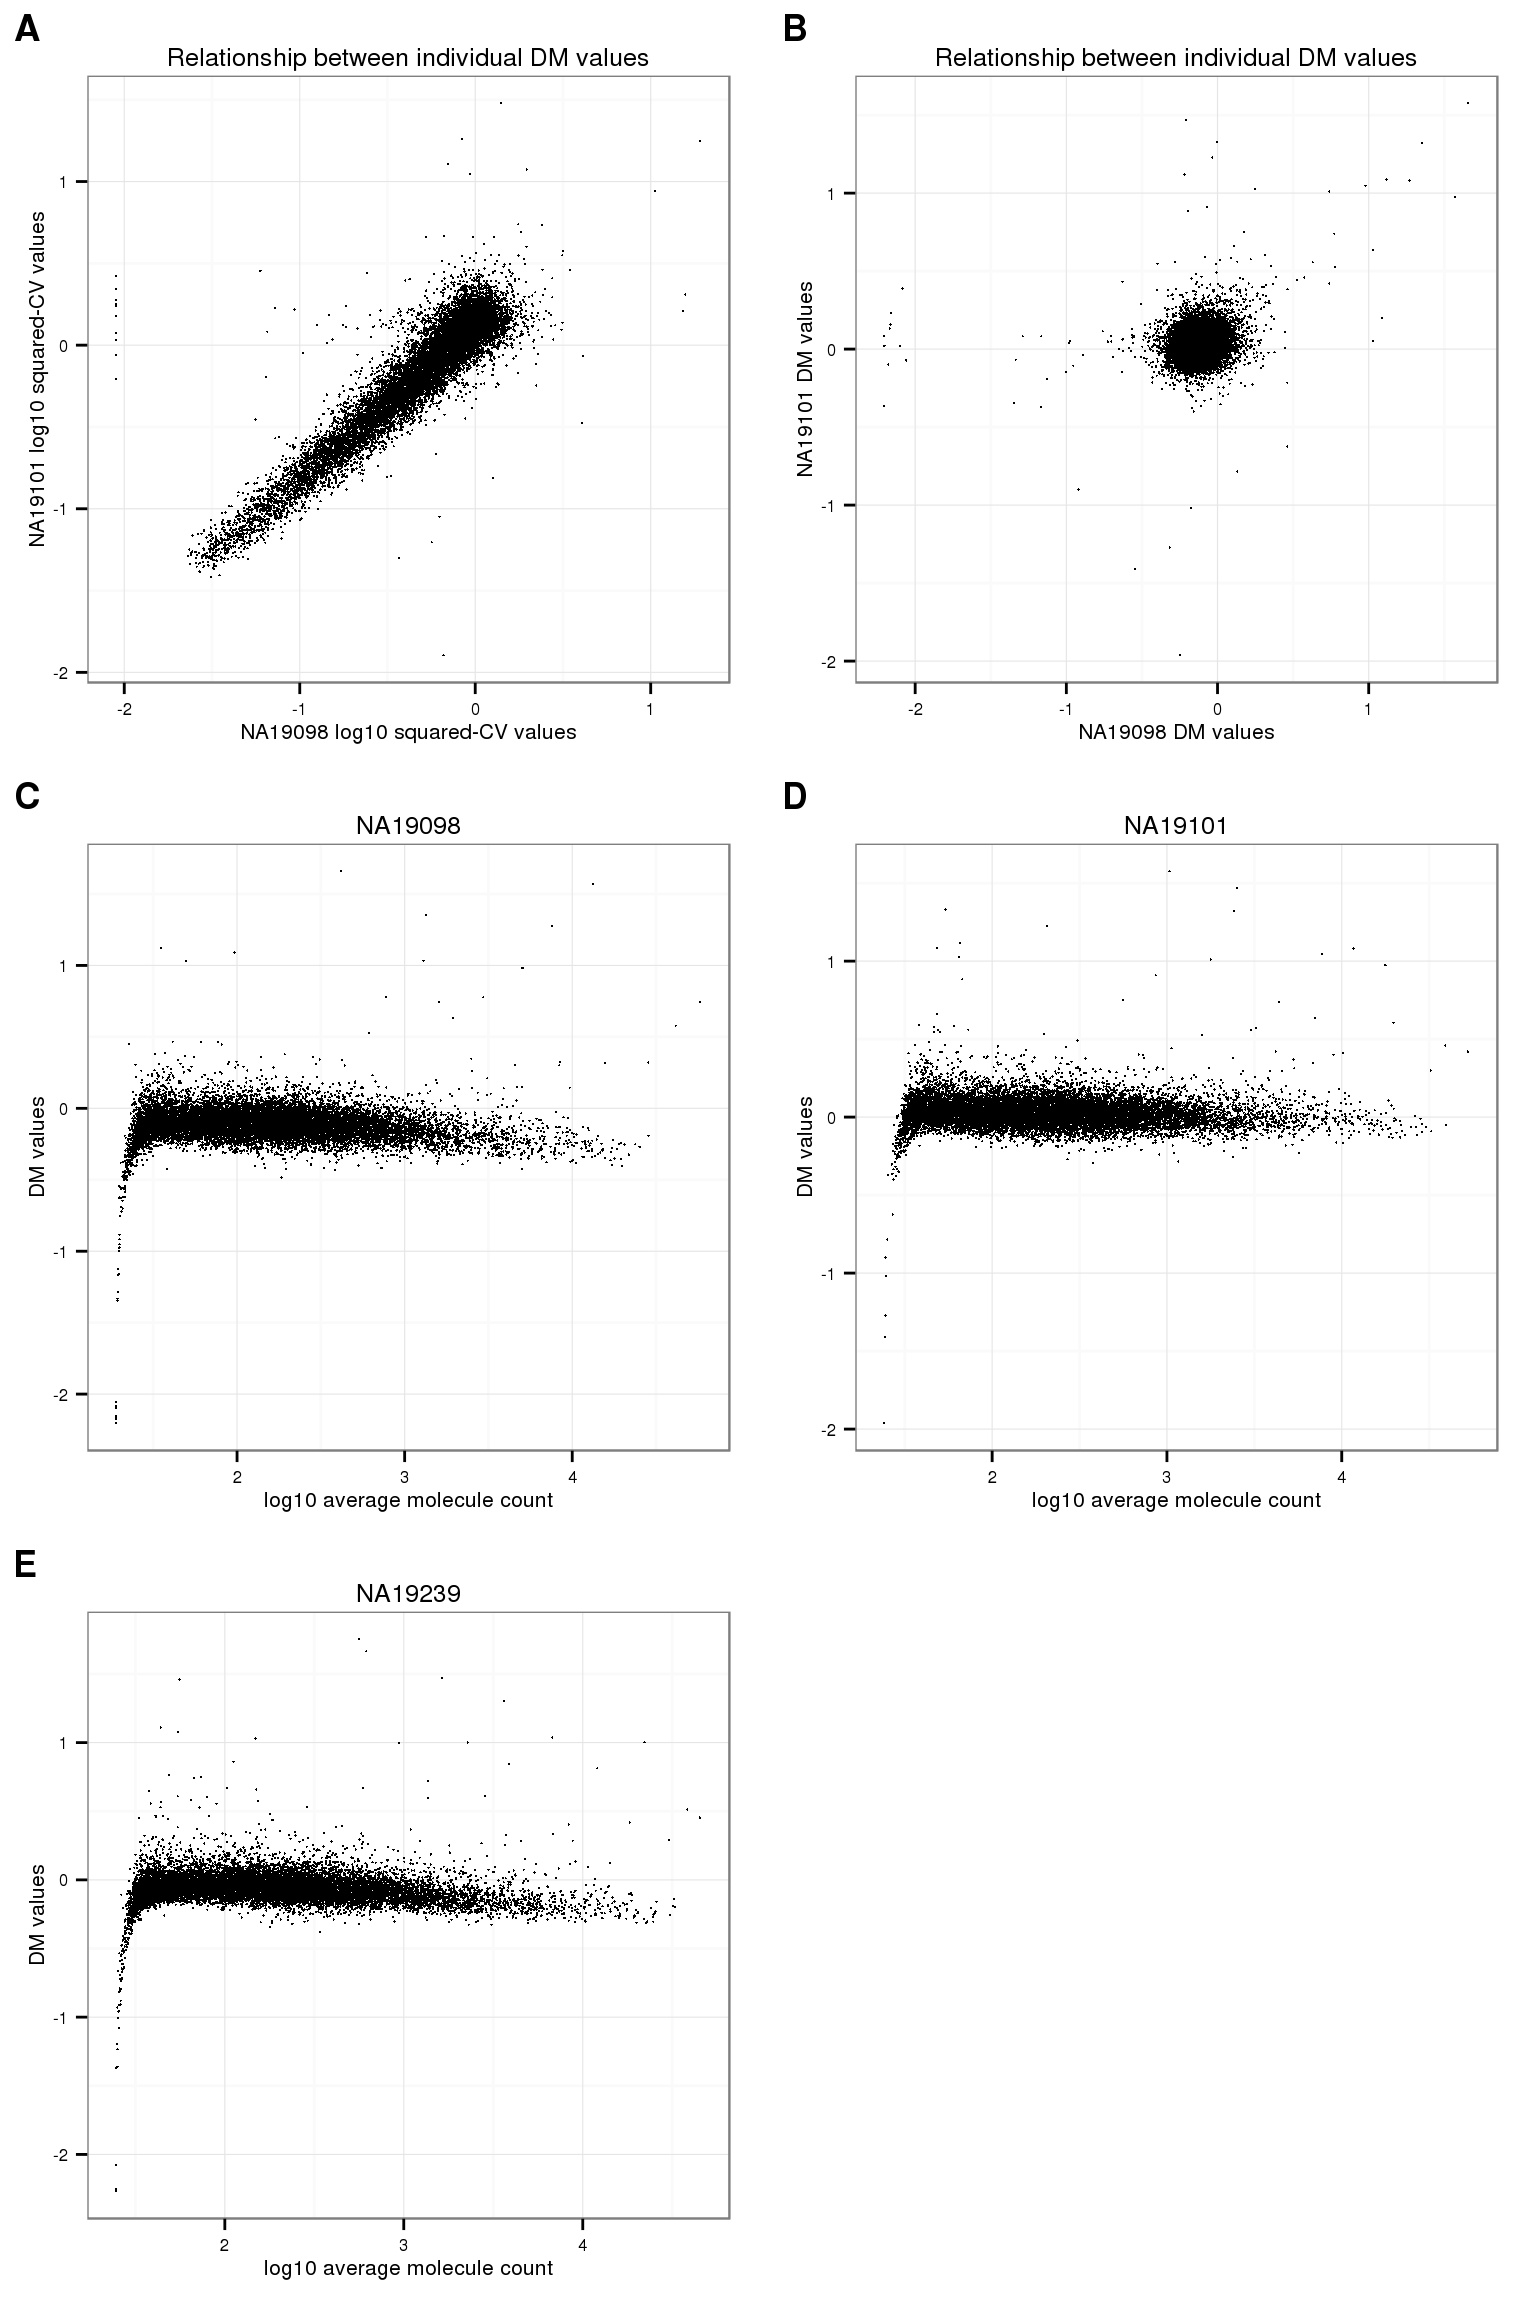 A
Relationship between individual DM values
NA19101 log10 squared-CV values
1
0
-1
-2
-2 -1 0 1
NA19098 log10 squared-CV values
B
Relationship between individual DM values
NA19101 DM values
1
0
-1
-2
-2 -1 0 1
NA19098 DM values
C
NA19098
DM values
1
0
-1
-2
2 3 4
log10 average molecule count
D
NA19101
DM values
1
0
-1
-2
2 3 4
log10 average molecule count
E
NA19239
DM values
1
0
-1
-2
2 3 4
log10 average molecule count